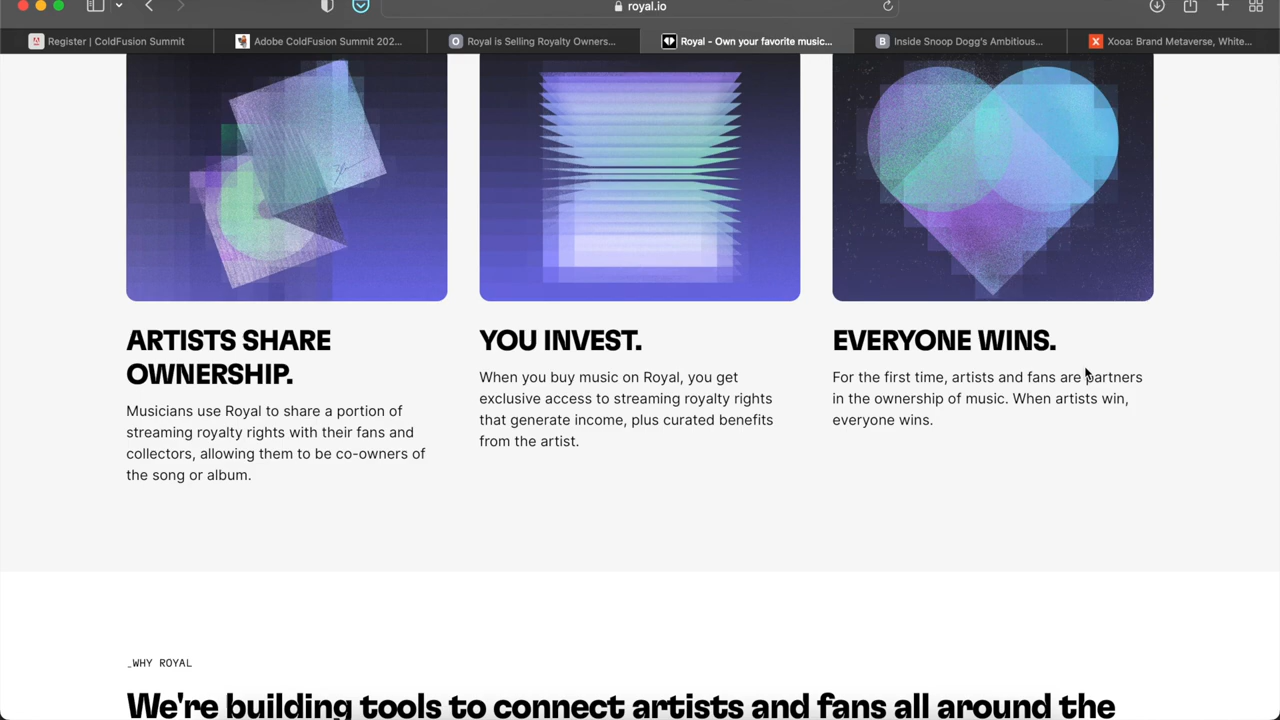 royal.io
Register | ColdFusion Summit
Adobe ColdFusion Summit 202...
O
Royal is Selling Royalty Owners...
Royal - Own your favorite music...
B
Inside Snoop Dogg's Ambitious...
X
Xooa: Brand Metaverse, White...
ARTISTS SHARE
OWNERSHIP.
Musicians use Royal to share a portion of
streaming royalty rights with their fans and
collectors, allowing them to be co-owners of
the song or album.
YOU INVEST.
When you buy music on Royal, you get
exclusive access to streaming royalty rights
that generate income, plus curated benefits
from the artist.
EVERYONE WINS.
For the first time, artists and fans are partners
in the ownership of music. When artists win,
everyone wins.
_WHY ROYAL
We're building tools to connect artists and fans all around the